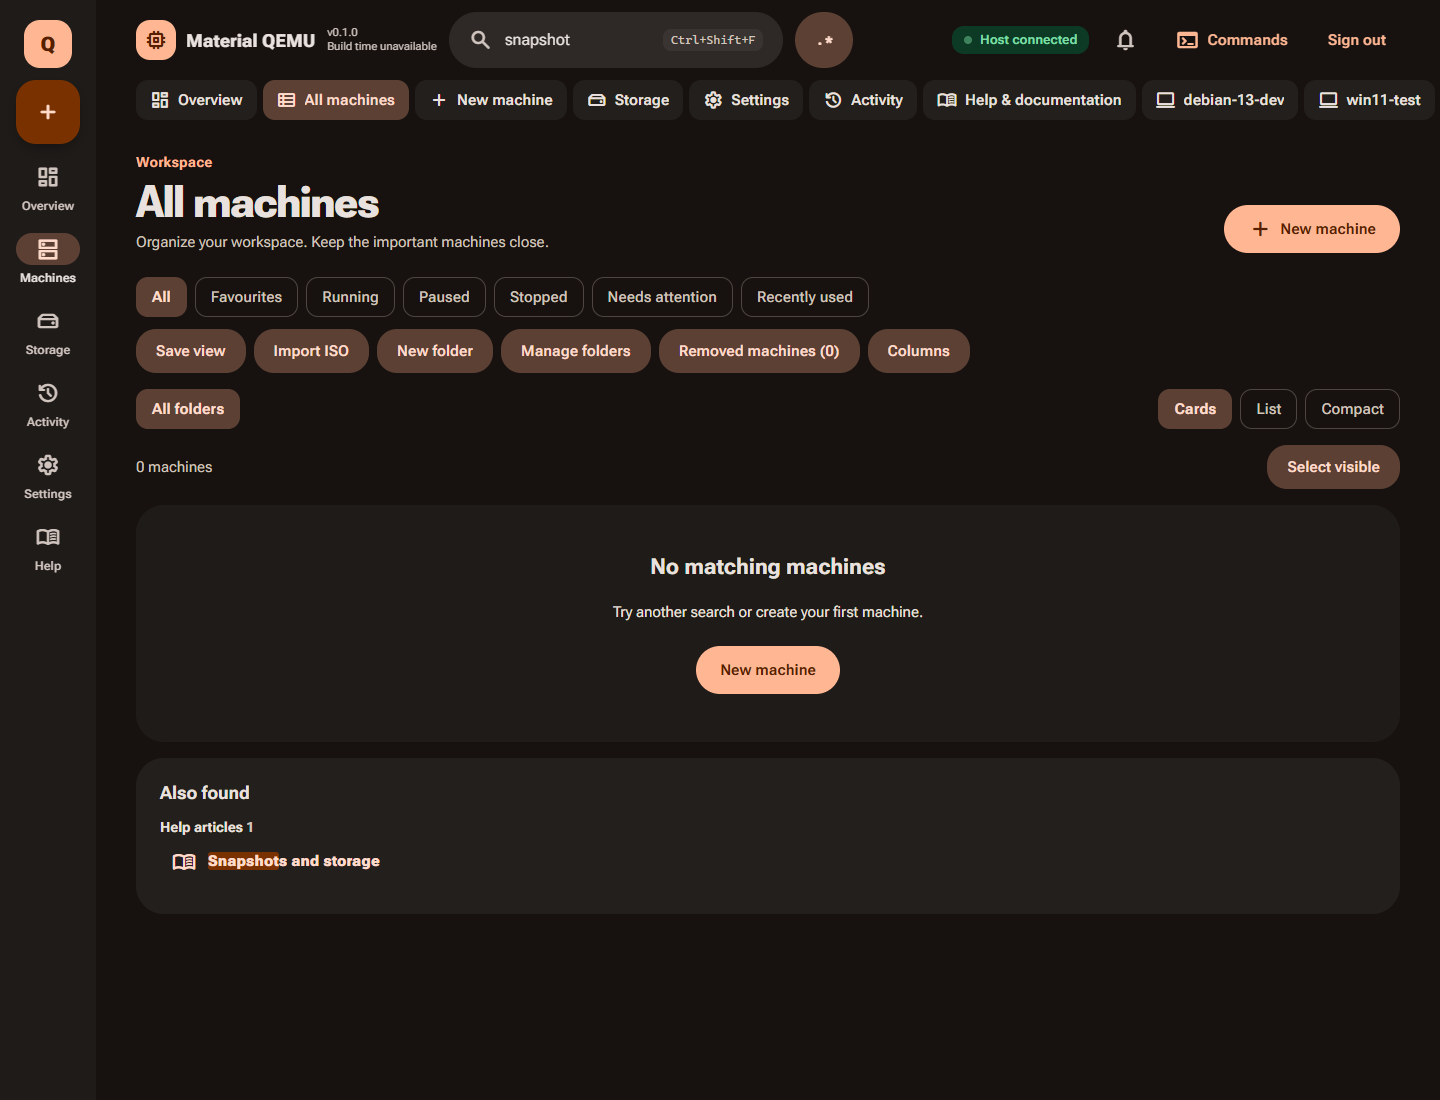 Q
Material QEMU
v0.1.0
Build time unavailable
snapshot
Ctrl+Shift+F
.*
Host connected
Commands
Sign out
Overview
All machines
New machine
Storage
Settings
Activity
Help & documentation
debian-13-dev
win11-test
Overview
Machines
Storage
Activity
Settings
Help
Workspace
All machines
Organize your workspace. Keep the important machines close.
New machine
All
Favourites
Running
Paused
Stopped
Needs attention
Recently used
Save view
Import ISO
New folder
Manage folders
Removed machines (0)
Columns
All folders
Cards
List
Compact
0 machines
Select visible
No matching machines
Try another search or create your first machine.
New machine
Also found
Help articles 1
Snapshots and storage